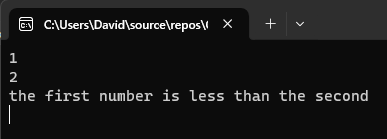 C:\Users\David\source\repos\C
1
2
the first number is less than the second